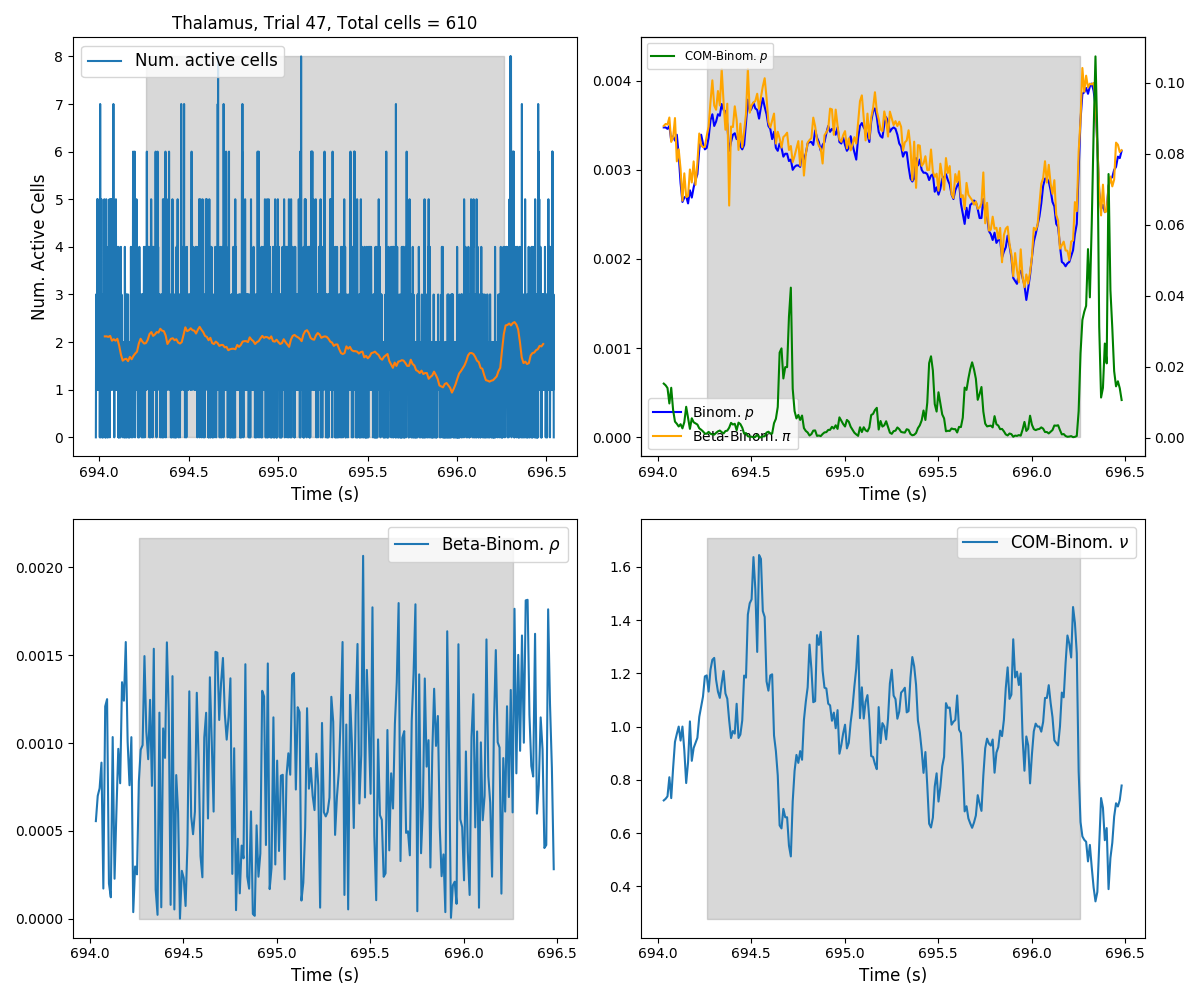 Thalamus, Trial 47, Total cells = 610
Num. active cells
Num. Active Cells
8
7
6
5
4
3
2
1
0
694.0 694.5 695.0 695.5 696.0 696.5
Time (s)
COM-Binom. p
0.004
0.003
0.002
0.001
0.000
0.10
0.08
0.06
0.04
0.02
0.00
Binom. p
Beta-Binom. π
694.0 694.5 695.0 695.5 696.0 696.5
Time (s)
Beta-Binom. ρ
0.0020
0.0015
0.0010
0.0005
0.0000
694.0 694.5 695.0 695.5 696.0 696.5
Time (s)
COM-Binom. ν
1.6
1.4
1.2
1.0
0.8
0.6
0.4
694.0 694.5 695.0 695.5 696.0 696.5
Time (s)